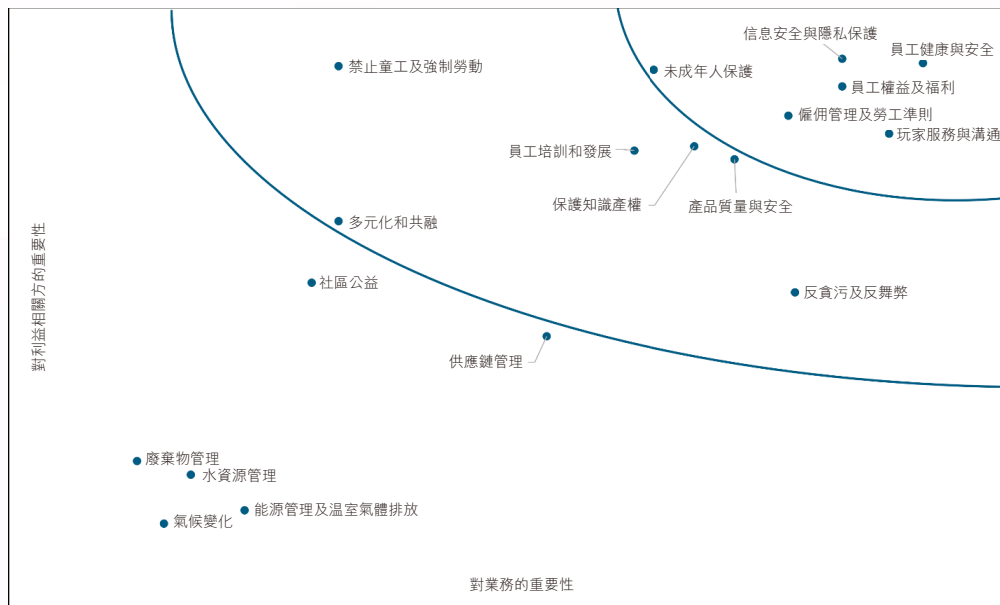 信息安全與隱私保護
員工健康與安全
禁止童工及強制勞動
未成年人保護
員工權益及福利
僱傭管理及勞工準則
玩家服務與溝通
員工培訓和發展
保護知識產權
產品質量與安全
多元化和共融
社區公益
反貪污及反舞弊
對利益相關方的重要性
供應鏈管理
廢棄物管理
水資源管理
能源管理及温室氣體排放
氣候變化
對業務的重要性